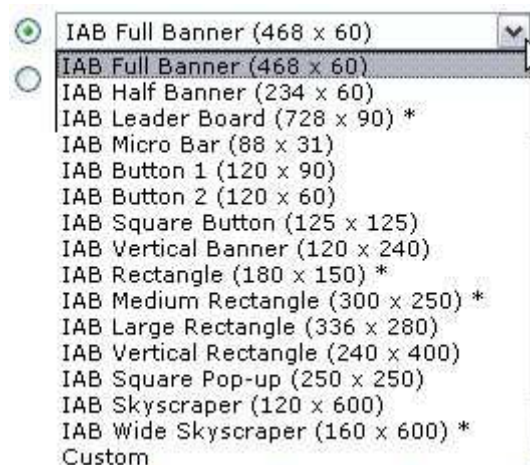 IAB Full Banner (468 x 60)
IAB Full Banner (468 x 60)
IAB Half Banner (234 x 60)
IAB Leader Board (728 x 90) *
IAB Micro Bar (88 x 31)
IAB Button 1 (120 x 90)
IAB Button 2 (120 x 60)
IAB Square Button (125 x 125)
IAB Vertical Banner (120 x 240)
IAB Rectangle (180 x 150) *
IAB Medium Rectangle (300 x 250) *
IAB Large Rectangle (336 x 280)
IAB Vertical Rectangle (240 x 400)
IAB Square Pop-up (250 x 250)
IAB Skyscraper (120 x 600)
IAB Wide Skyscraper (160 x 600) *
Custom